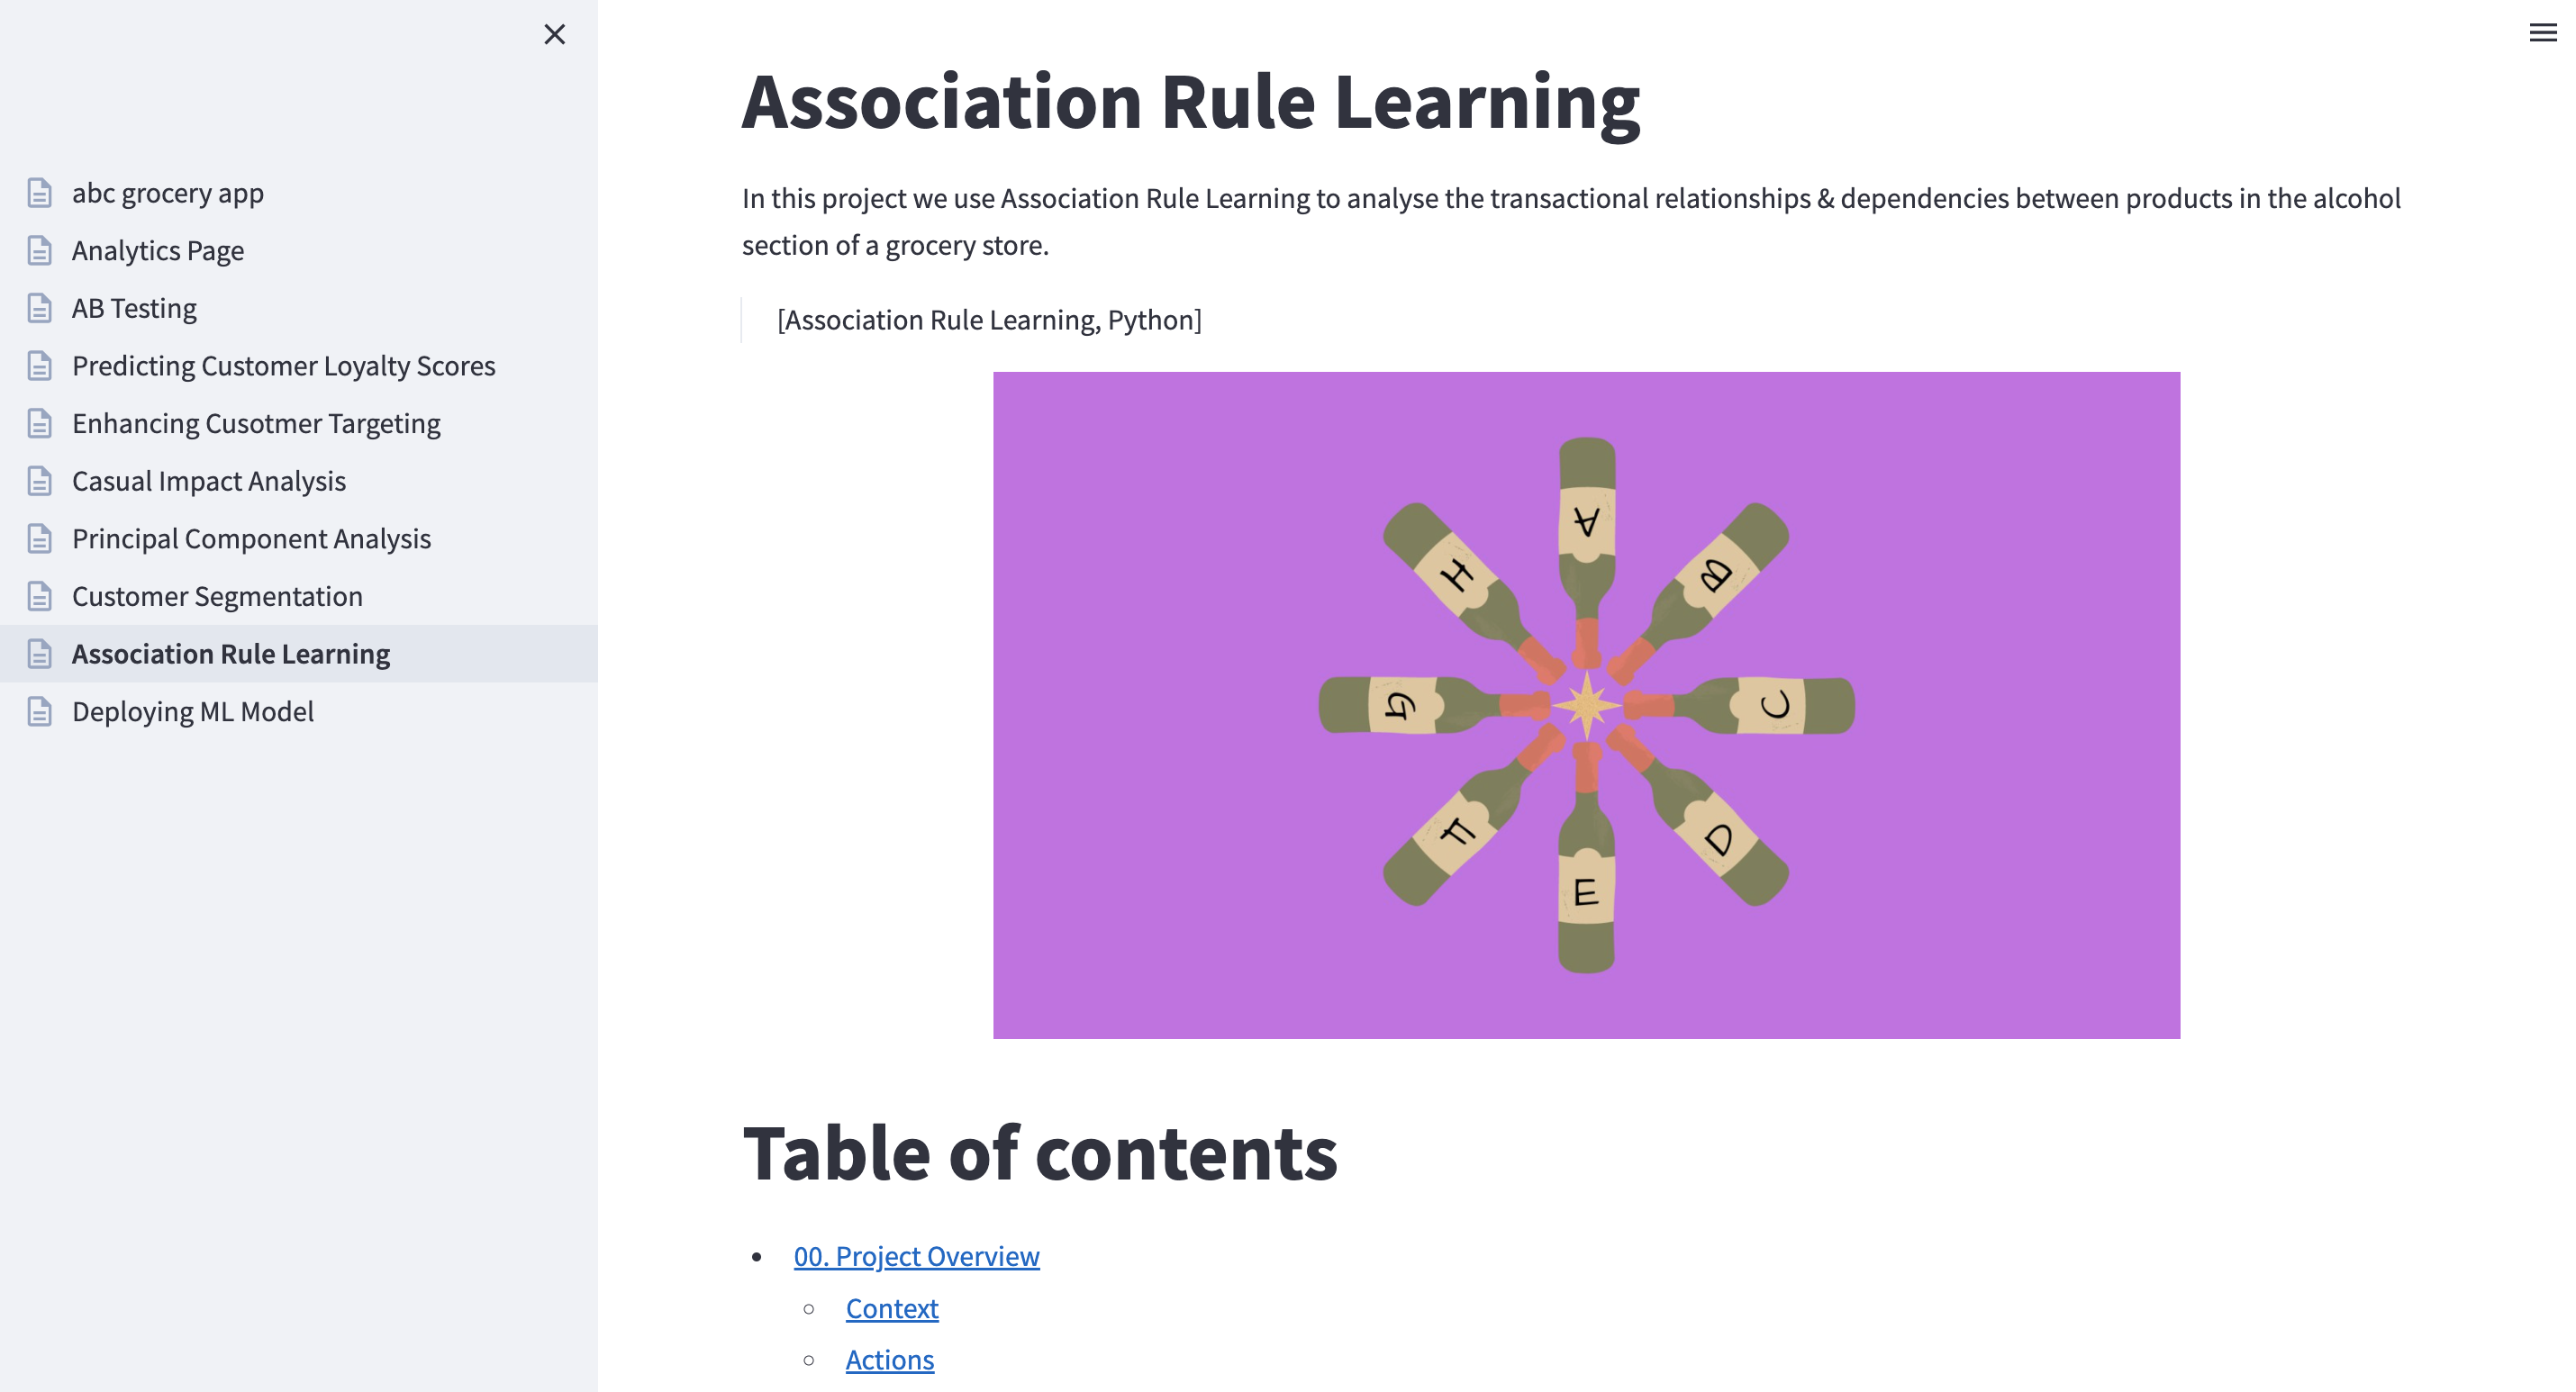 abc grocery app
Analytics Page
AB Testing
Predicting Customer Loyalty Scores
Enhancing Cusotmer Targeting
Casual Impact Analysis
Principal Component Analysis
Customer Segmentation
Association Rule Learning
Deploying ML Model
Association Rule Learning
In this project we use Association Rule Learning to analyse the transactional relationships & dependencies between products in the alcohol
section of a grocery store.
[Association Rule Learning, Python]
A
B
C
D
E
F
G
H
Table of contents
00. Project Overview
Context
Actions